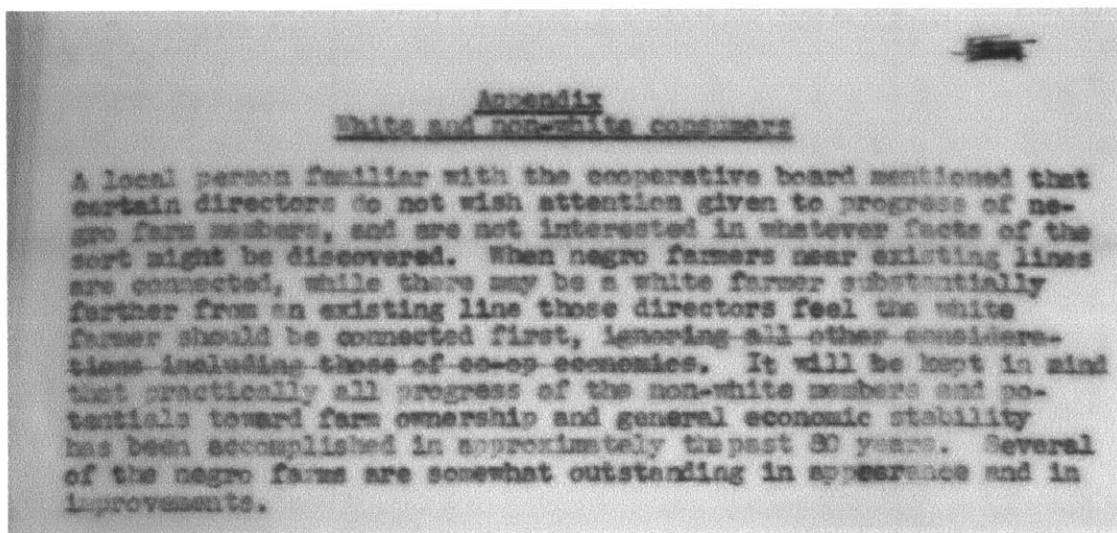 Appendix
White and non-white consumers
A local person familiar with the cooperative board mentioned that
certain directors do not wish attention given to progress of ne-
gro farm members, and are not interested in whatever facts of the
sort might be discovered. When negro farmers near existing lines
are connected, while there may be a white farmer substantially
farther from an existing line those directors feel the white
farmer should be connected first, ignoring all other considera-
tions including those of co-op economics. It will be kept in mind
that practically all progress of the non-white members and po-
tentials toward farm ownership and general economic stability
has been accomplished in approximately the past 80 years. Several
of the negro farms are somewhat outstanding in appearance and in
improvements.